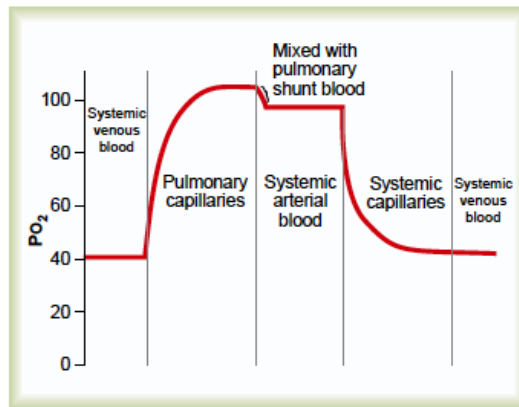 Mixed with
pulmonary
shunt blood
Systemic
venous
blood
Pulmonary
capillaries
Systemic
arterial
blood
Systemic
capillaries
Systemic
venous
blood
PO₂
100
80
60
40
20
0